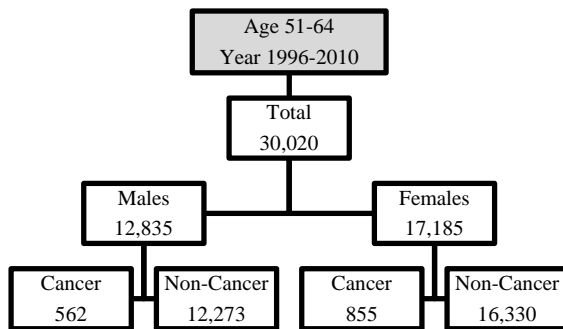 Age 51-64
Year 1996-2010
Total
30,020
Males
12,835
Females
17,185
Cancer
562
Non-Cancer
12,273
Cancer
855
Non-Cancer
16,330